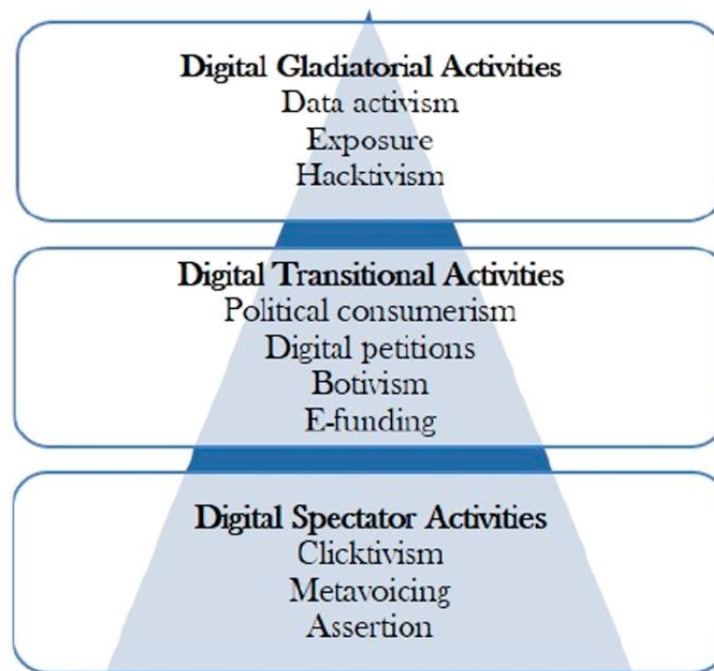 Digital Gladiatorial Activities
Data activism
Exposure
Hacktivism
Digital Transitional Activities
Political consumerism
Digital petitions
Botivism
E-funding
Digital Spectator Activities
Clicktivism
Metavoicing
Assertion